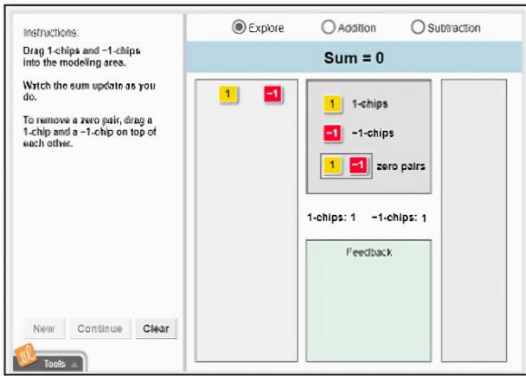 Instructions:
Drag 1-chips and −1-chips
into the modeling area.
Watch the sum update as you
do.
To remove a zero pair, drag a
1-chip and a −1-chip on top of
each other.
New Continue Clear
Tools
Explore Addition Subtraction
Sum = 0
1 −1
1 1-chips
−1 −1-chips
1 −1 zero pairs
1-chips: 1 −1-chips: 1
Feedback